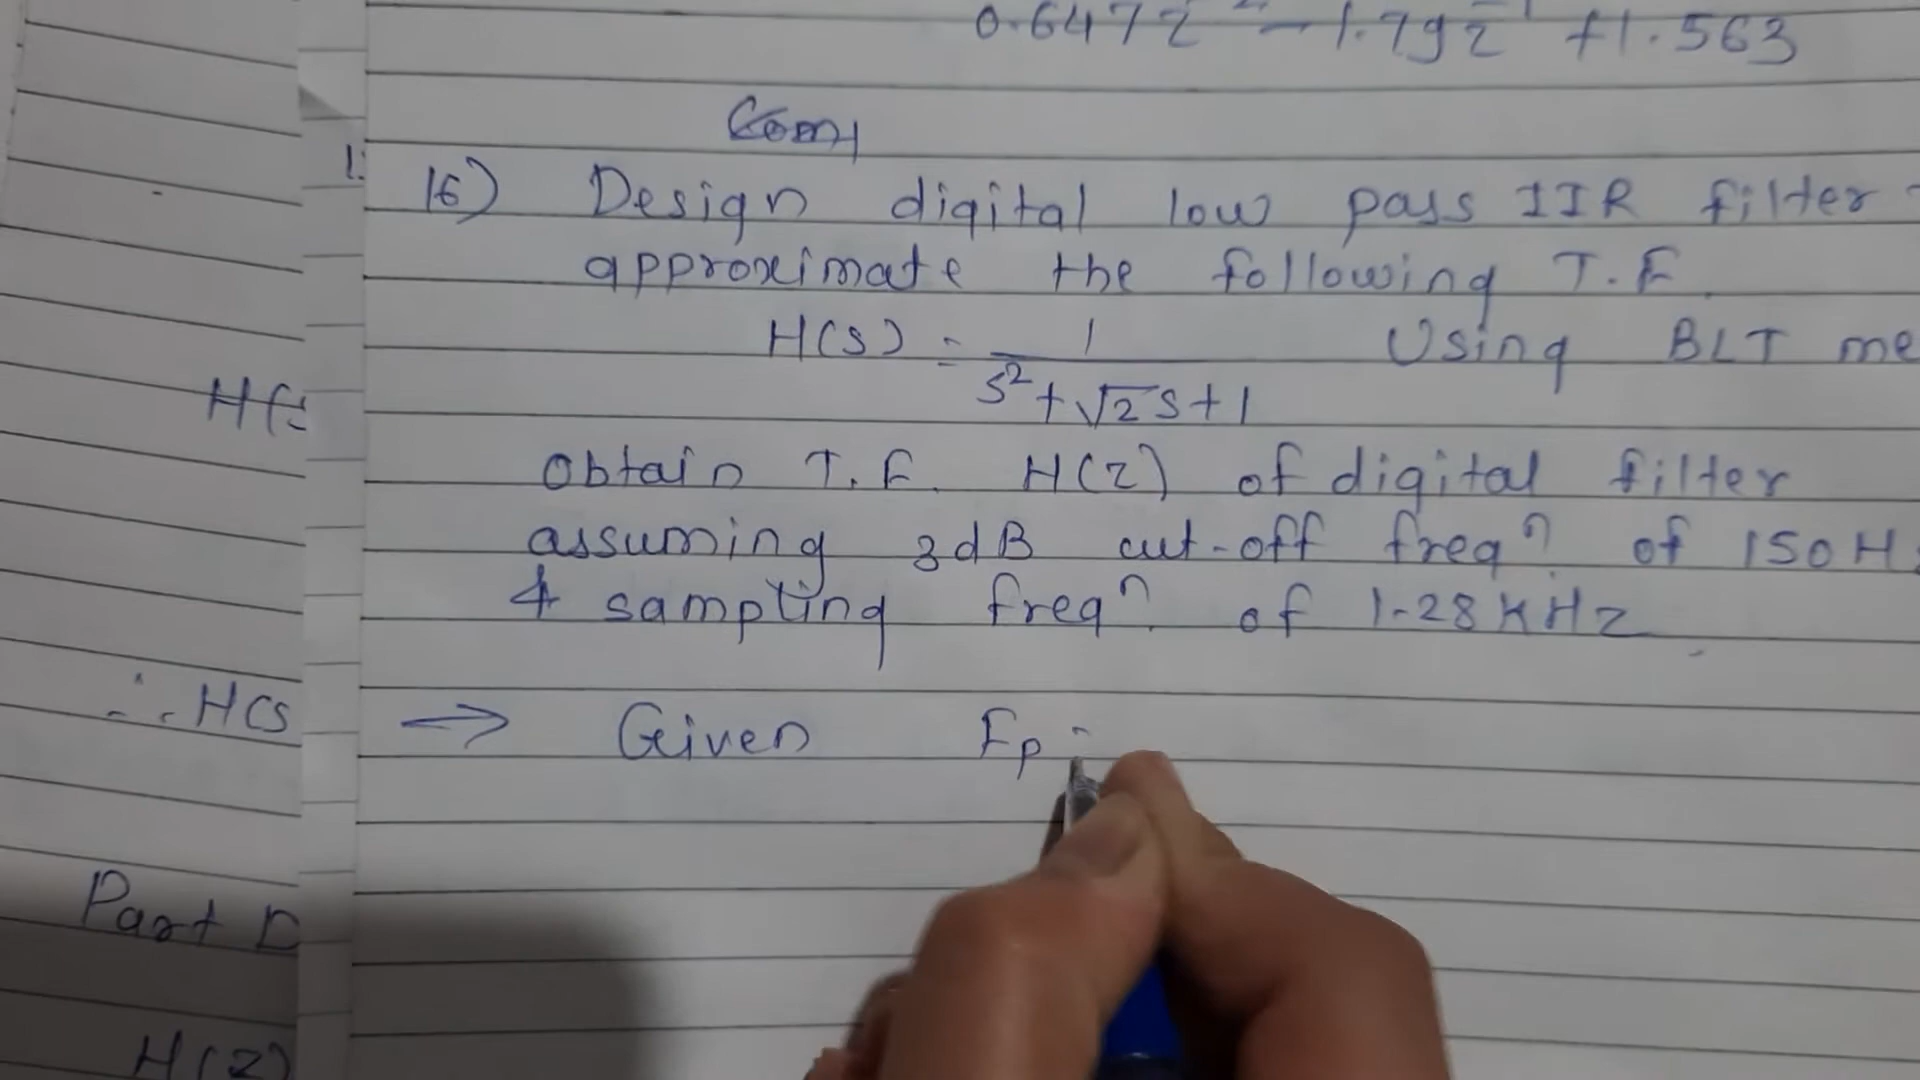 0.647z⁻² - 1.79z⁻¹ + 1.563
16) Design digital low pass IIR filter
approximate the following T.F.
H(s) = 1 / s² + √2 s + 1 Using BLT me
obtain T.F. H(z) of digital filter
assuming 3dB cut-off freqⁿ of 150 H
& sampling freqⁿ. of 1.28 KHz
→ Given Fp =
H(s
∴ H(s
Part
H(z)